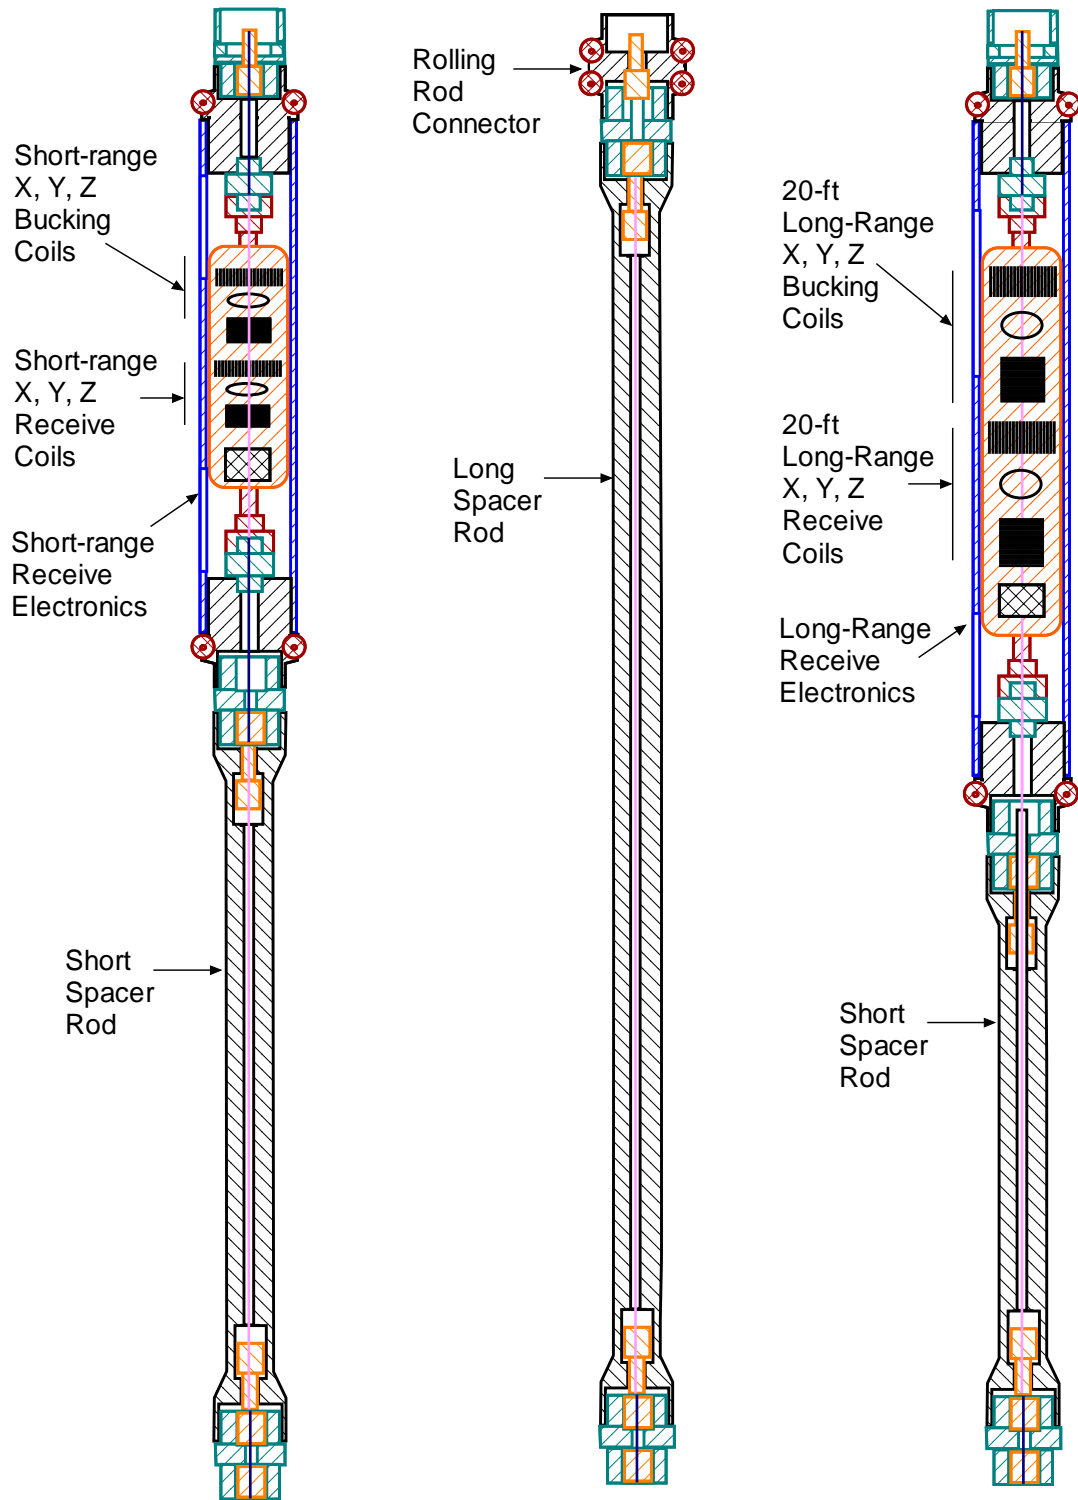 Short-range
X, Y, Z
Bucking
Coils
Short-range
X, Y, Z
Receive
Coils
Short-range
Receive
Electronics
Short
Spacer
Rod
Rolling
Rod
Connector
Long
Spacer
Rod
20-ft
Long-Range
X, Y, Z
Bucking
Coils
20-ft
Long-Range
X, Y, Z
Receive
Coils
Long-Range
Receive
Electronics
Short
Spacer
Rod